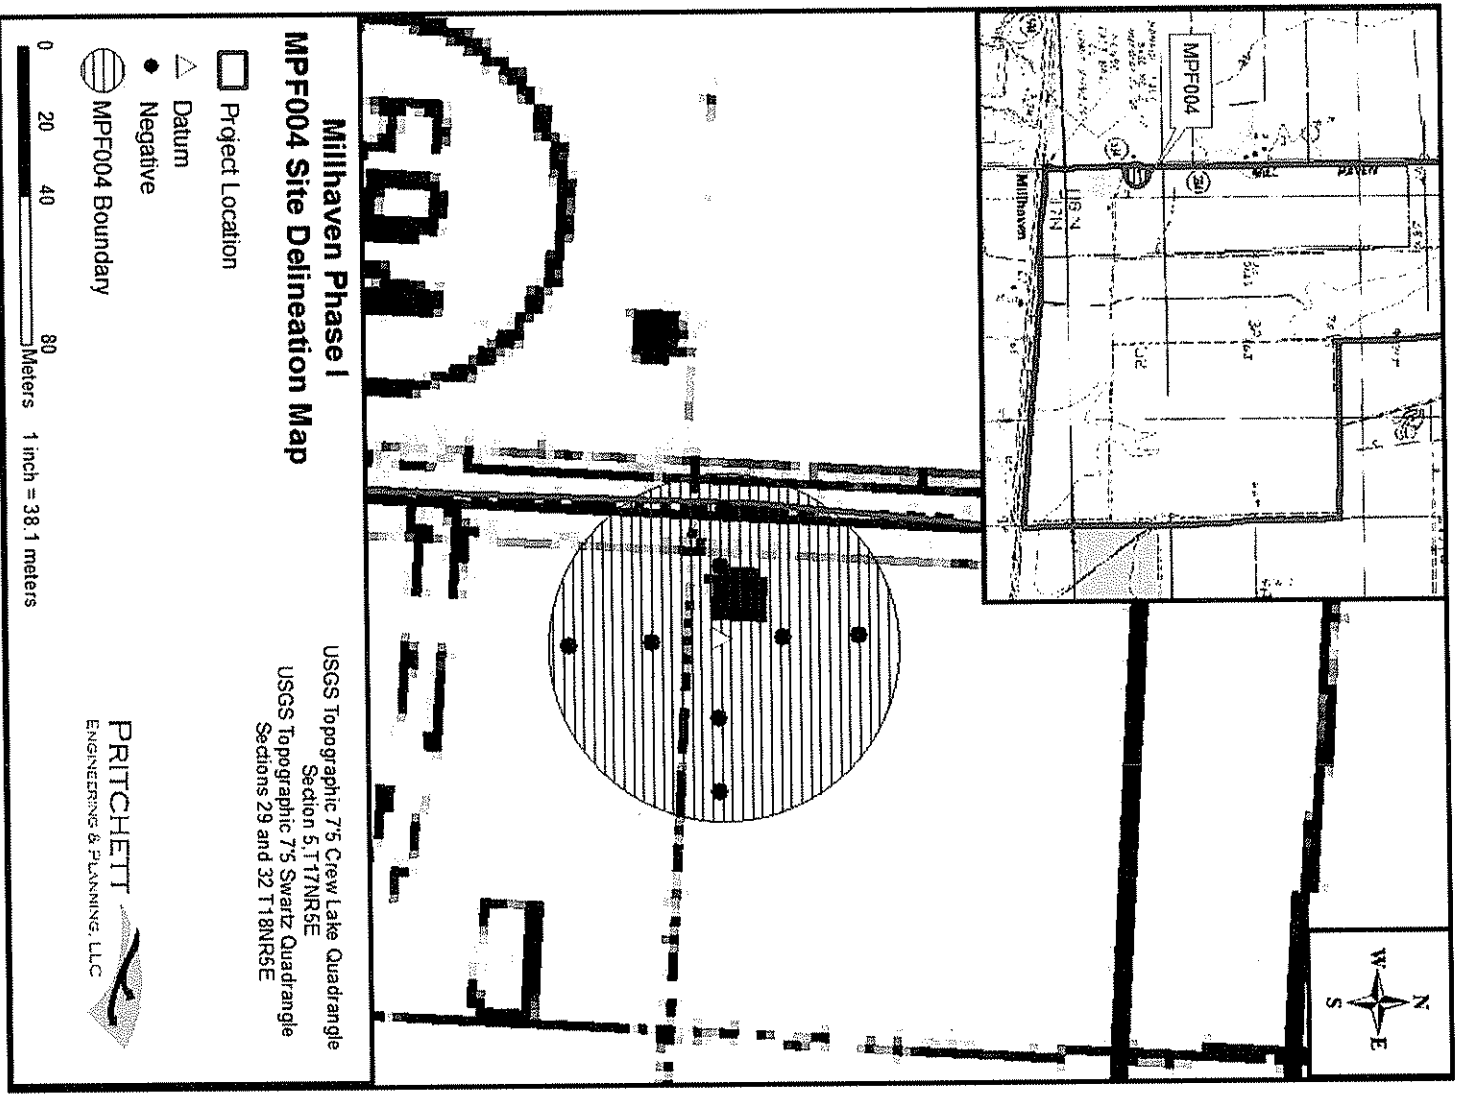 MPF004
Millhaven
W
N
E
S
Millhaven Phase I
MPF004 Site Delineation Map
Project Location
Datum
Negative
MPF004 Boundary
0
20
40
80
Meters
1 inch = 38.1 meters
USGS Topographic 7'5 Crew Lake Quadrangle
Section 5,T17NR5E
USGS Topographic 7'5 Swartz Quadrangle
Sections 29 and 32 T18NR5E
PRITCHETT
ENGINEERING & PLANNING, LLC